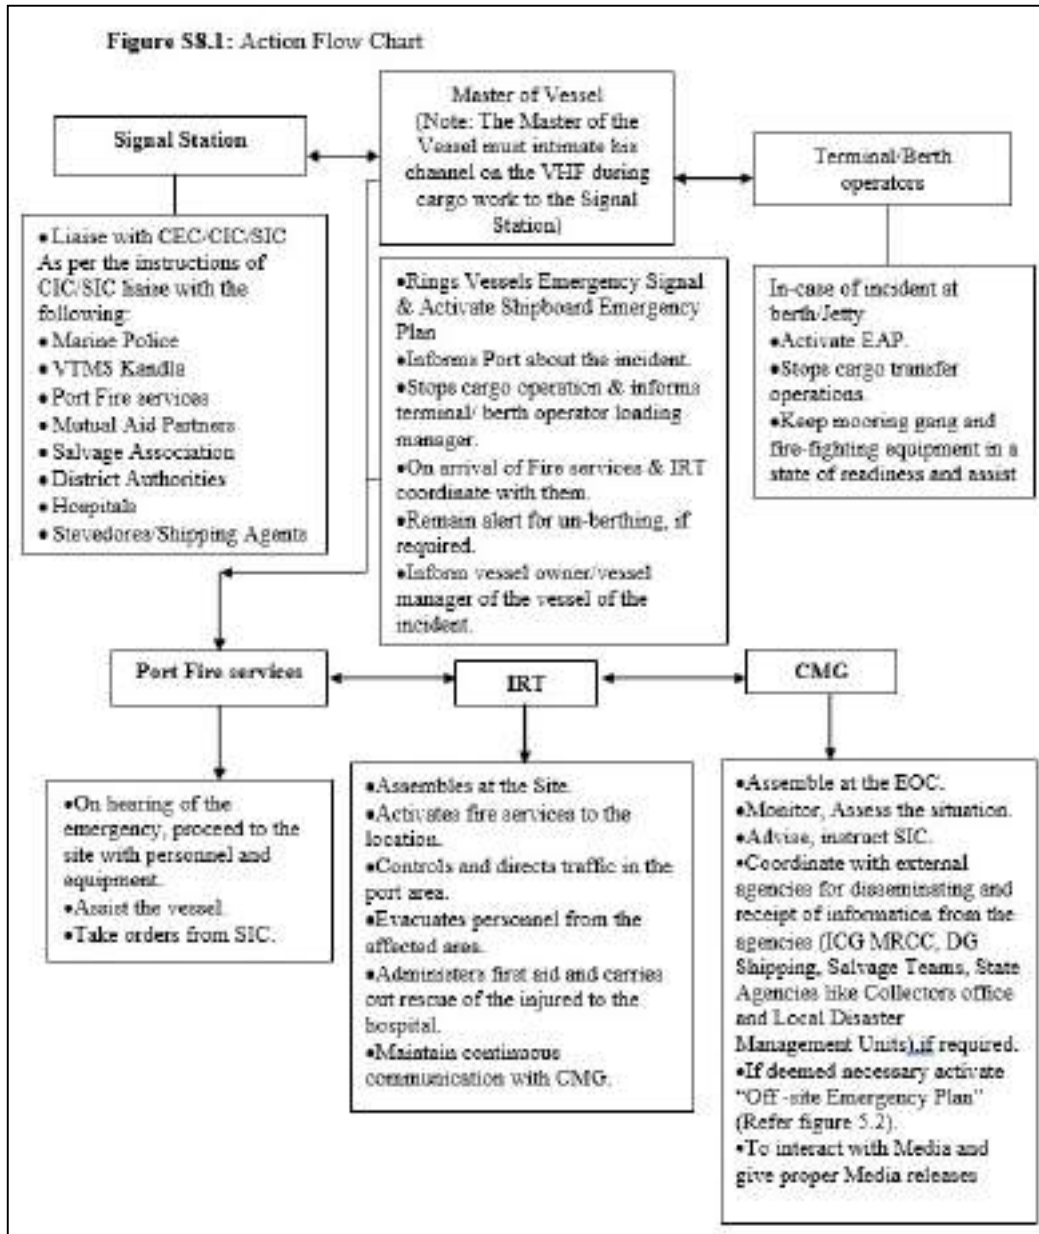 Figure S8.1: Action Flow Chart
Master of Vessel
(Note: The Master of the
Vessel must intimate his
channel on the VHF during
cargo work to the Signal
Station)
Signal Station
Terminal/Berth
operators
●Liaise with CEC/CIC/SIC
As per the instructions of
CIC/SIC liaise with the
following:
●Marine Police
●VTMS Kandla
●Port Fire services
●Mutual Aid Partners
●Salvage Association
●District Authorities
●Hospitals
●Stevedores/Shipping Agents
●Rings Vessels Emergency Signal
& Activate Shipboard Emergency
Plan
●Informs Port about the incident.
●Stops cargo operation & informs
terminal/ berth operator loading
manager.
●On arrival of Fire services & IRT
coordinate with them.
●Remain alert for un-berthing, if
required.
●Inform vessel owner/vessel
manager of the vessel of the
incident.
In-case of incident at
berth/Jetty
●Activate EAP.
●Stops cargo transfer
operations.
●Keep mooring gang and
fire-fighting equipment in a
state of readiness and assist
Port Fire services
IRT
CMG
●On hearing of the
emergency, proceed to the
site with personnel and
equipment.
●Assist the vessel.
●Take orders from SIC.
●Assembles at the Site.
●Activates fire services to the
location.
●Controls and directs traffic in the
port area.
●Evacuates personnel from the
affected area.
●Administers first aid and carries
out rescue of the injured to the
hospital.
●Maintain continuous
communication with CMG.
●Assemble at the EOC.
●Monitor, Assess the situation.
●Advise, instruct SIC.
●Coordinate with external
agencies for disseminating and
receipt of information from the
agencies (ICG MRCC, DG
Shipping, Salvage Teams, State
Agencies like Collectors office
and Local Disaster
Management Units),if required.
●If deemed necessary activate
“Off -site Emergency Plan”
(Refer figure 5.2).
●To interact with Media and
give proper Media releases